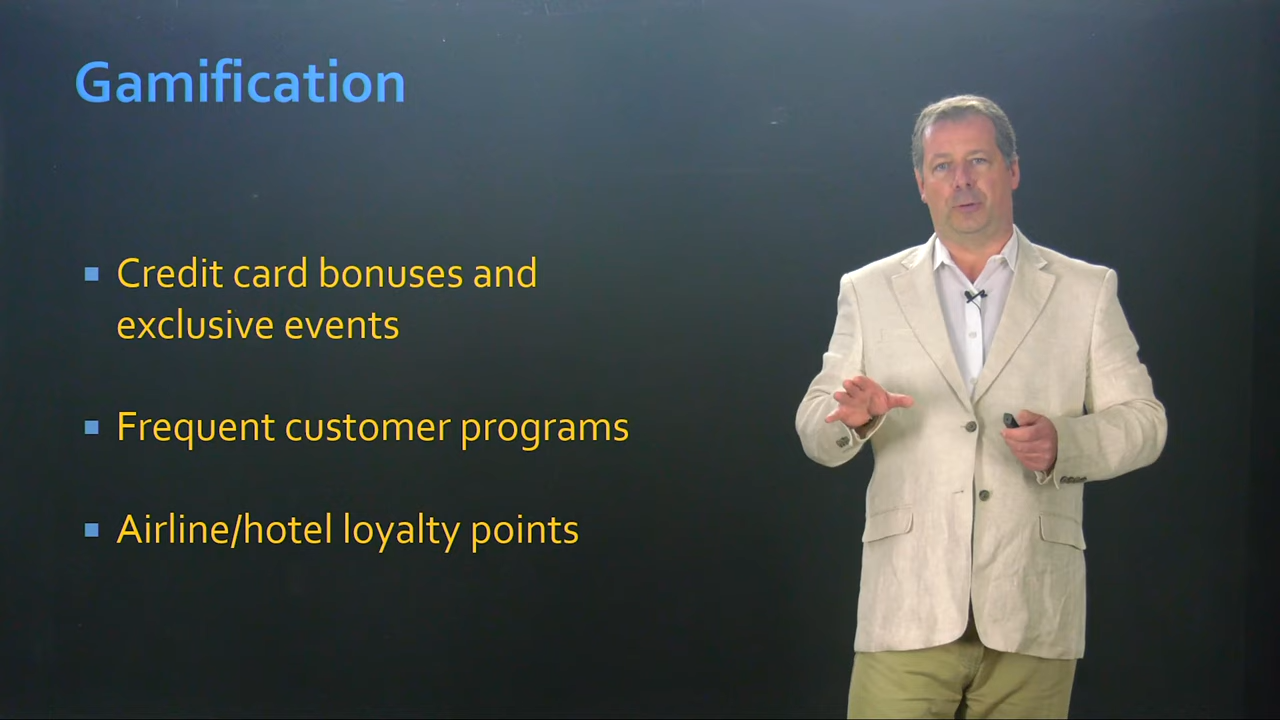 Gamification
Credit card bonuses and
exclusive events
Frequent customer programs
Airline/hotel loyalty points